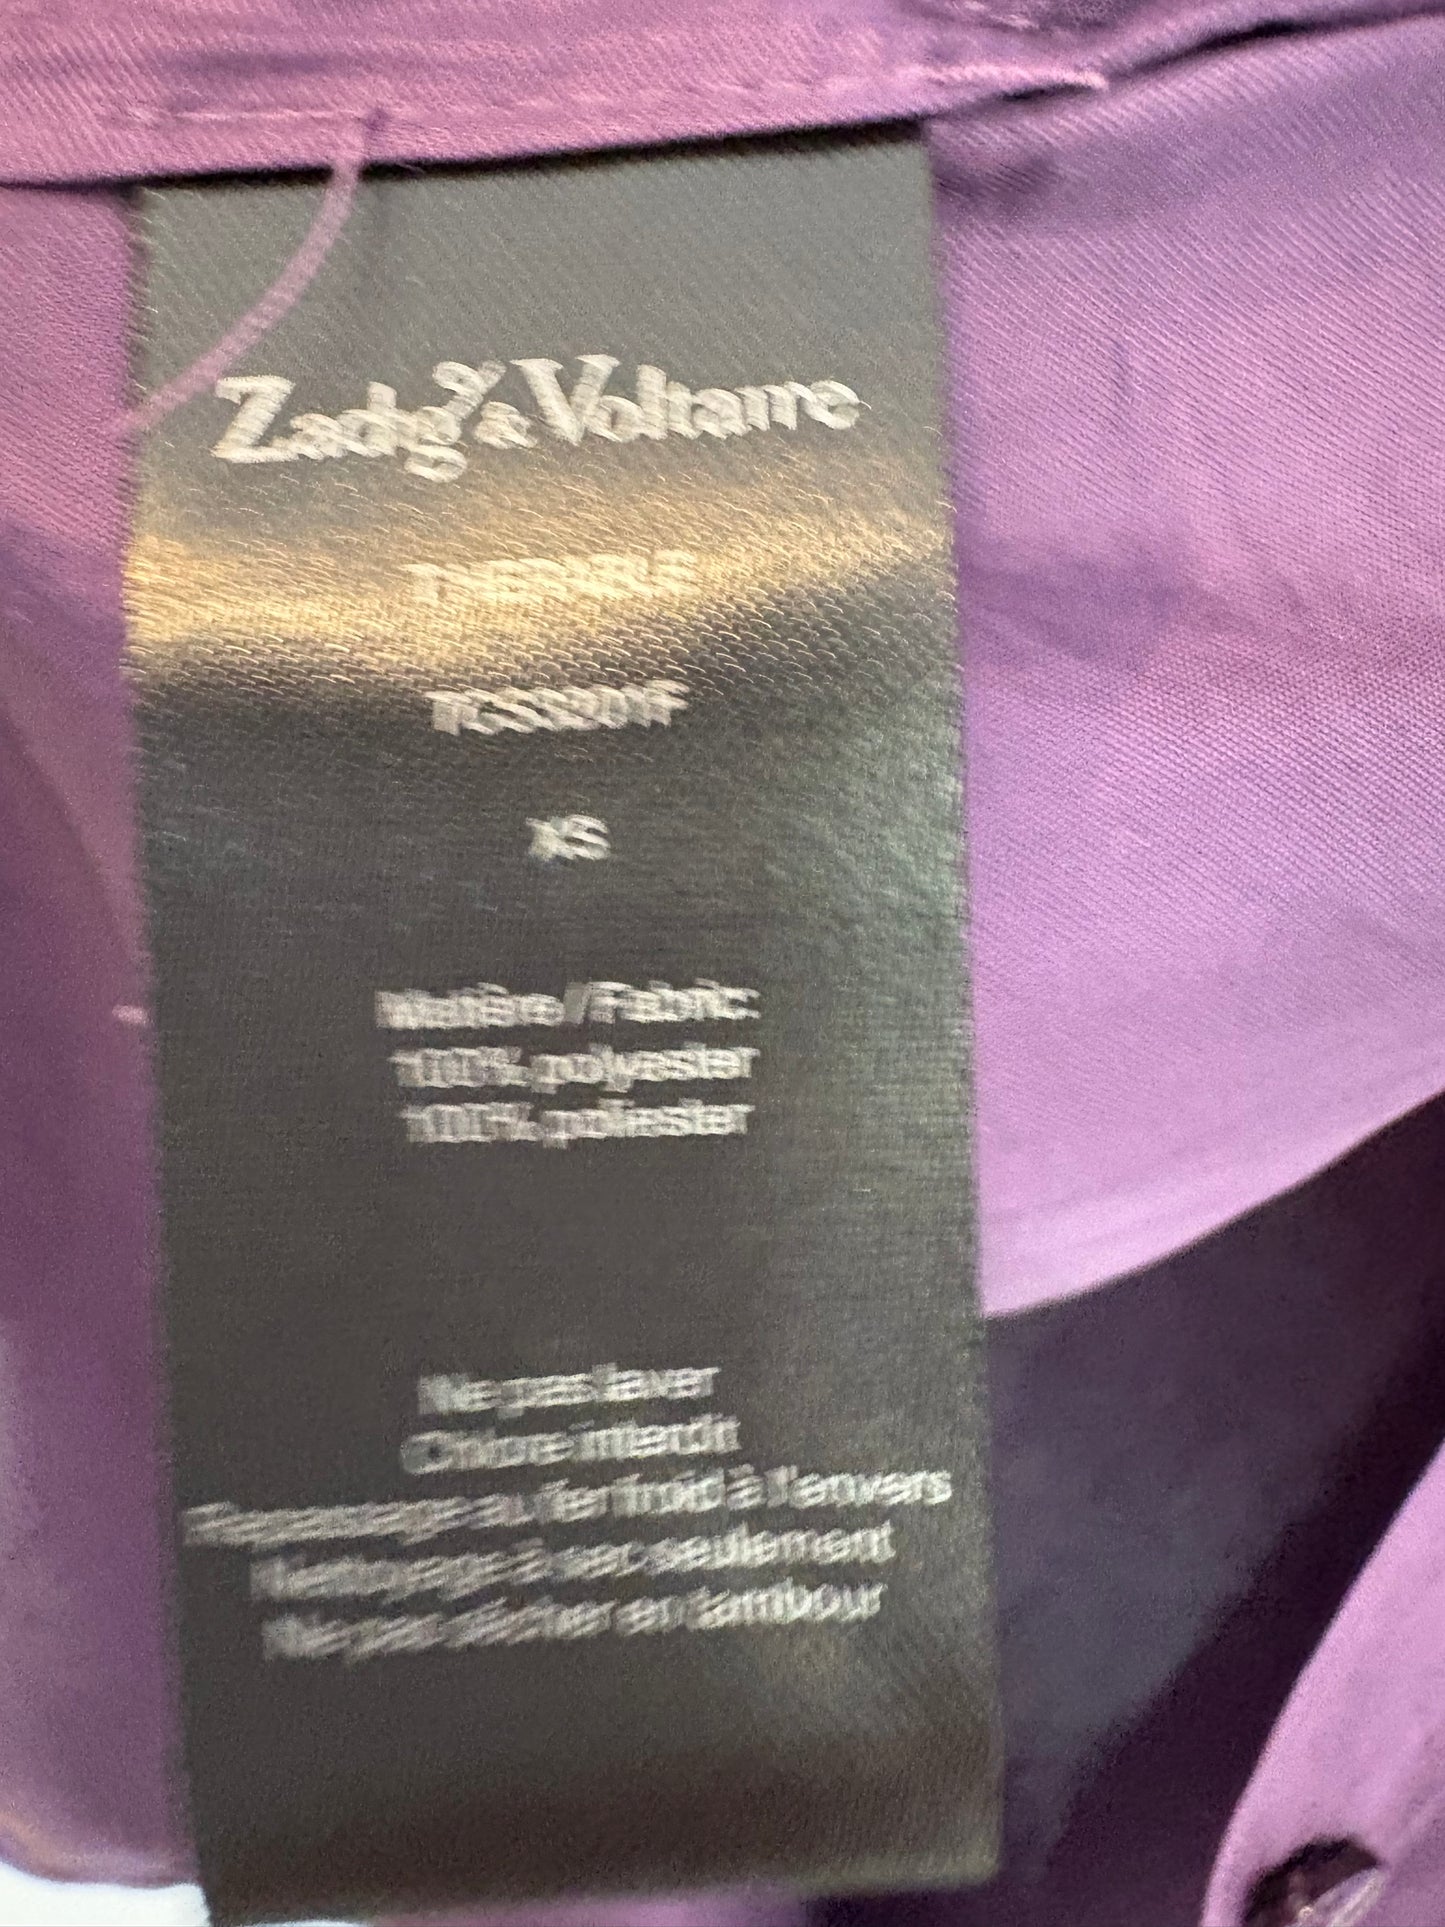 Zadig & Voltaire
XS
Matière / Fabric:
100% polyester
100% poliester
Ne pas laver
Chlore interdit
Repassage au fer froid à l'envers
Nettoyage à sec seulement
Ne pas sécher en tambour